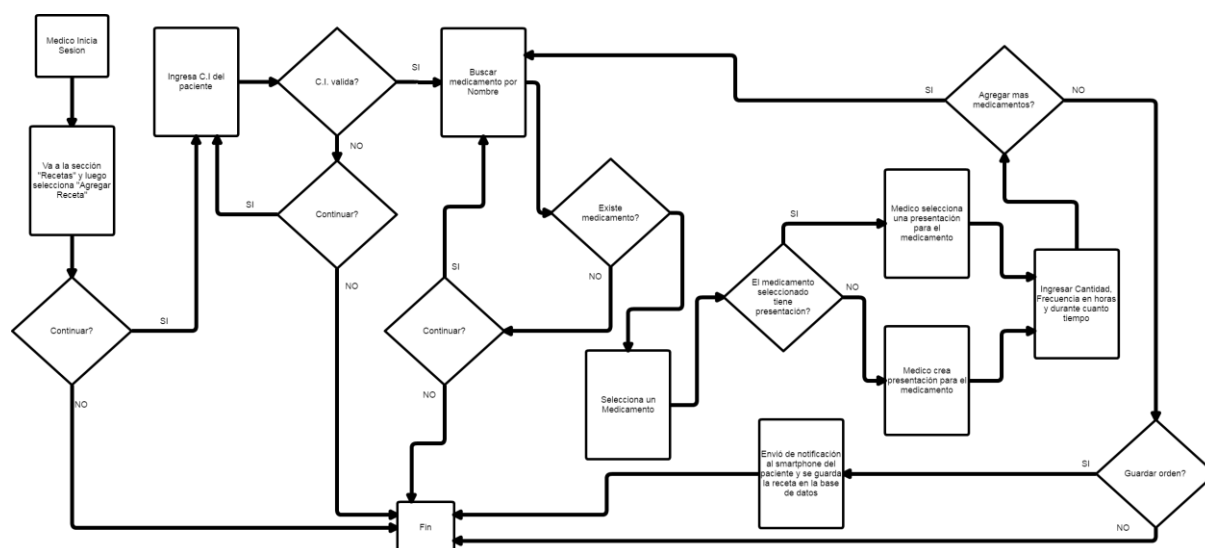 Medico Inicia
Sesion
Va a la sección
"Recetas" y luego
selecciona "Agregar
Receta"
Continuar?
SI
NO
Ingresa C.I del
paciente
C.I. valida?
SI
NO
Continuar?
SI
NO
Buscar
medicamento por
Nombre
Existe
medicamento?
NO
Continuar?
SI
NO
Selecciona un
Medicamento
El medicamento
seleccionado
tiene
presentación?
SI
NO
Medico selecciona
una presentación
para el
medicamento
Medico crea
presentación para el
medicamento
Ingresar Cantidad,
Frecuencia en horas
y durante cuanto
tiempo
Agregar mas
medicamentos?
SI
NO
Guardar orden?
SI
NO
Envió de notificación
al smartphone del
paciente y se guarda
la receta en la base
de datos
Fin